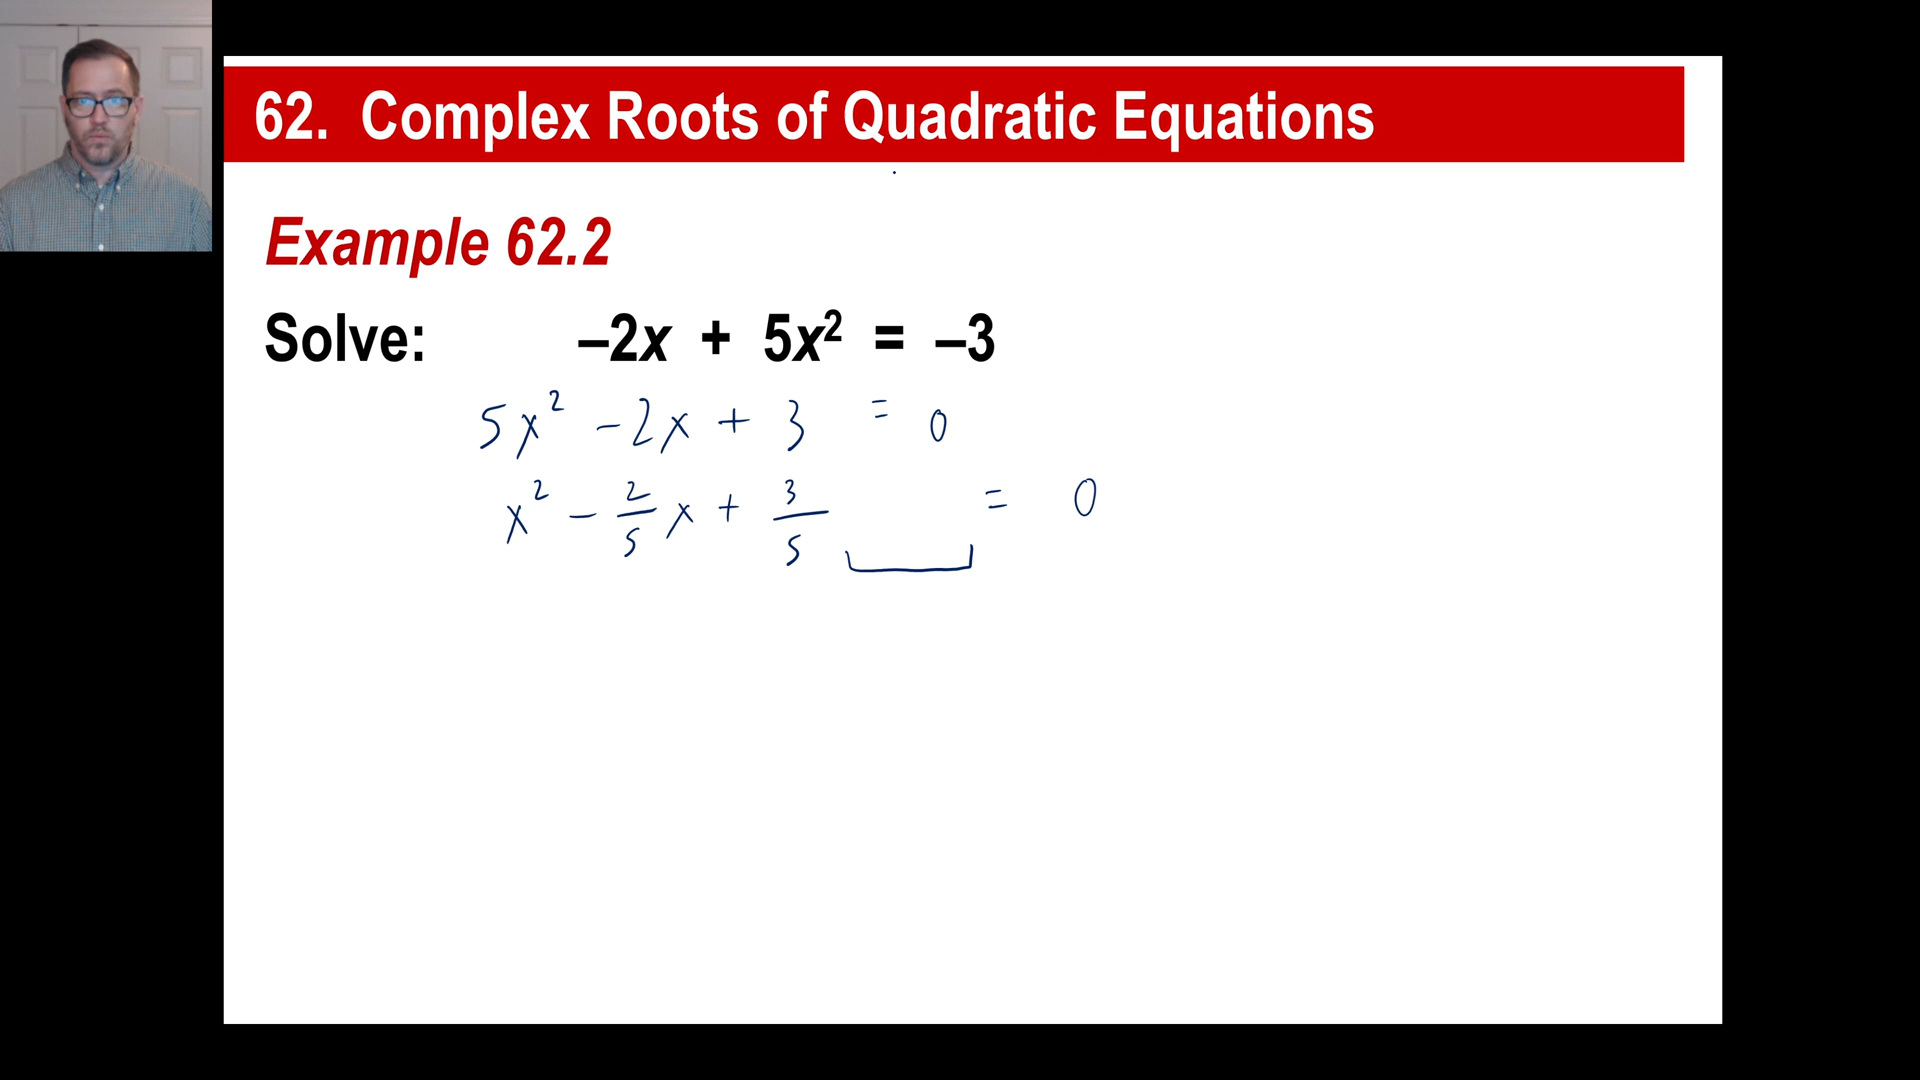 62. Complex Roots of Quadratic Equations
Example 62.2
Solve: –2x + 5x² = –3
5x² - 2x + 3 = 0
x² - 2/5 x + 3/5 = 0